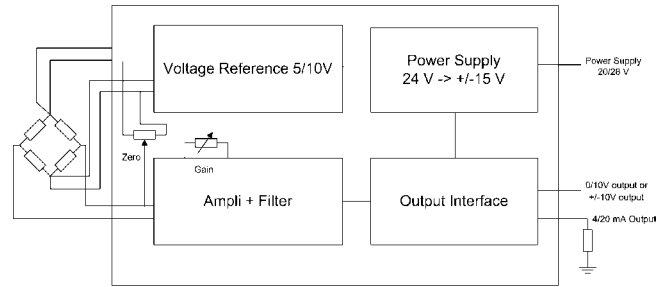 Voltage Reference 5/10V
Power Supply
24 V -> +/-15 V
Power Supply
20/28 V
Zero
Gain
Ampli + Filter
Output Interface
0/10V output or
+/-10V output
4/20 mA Output